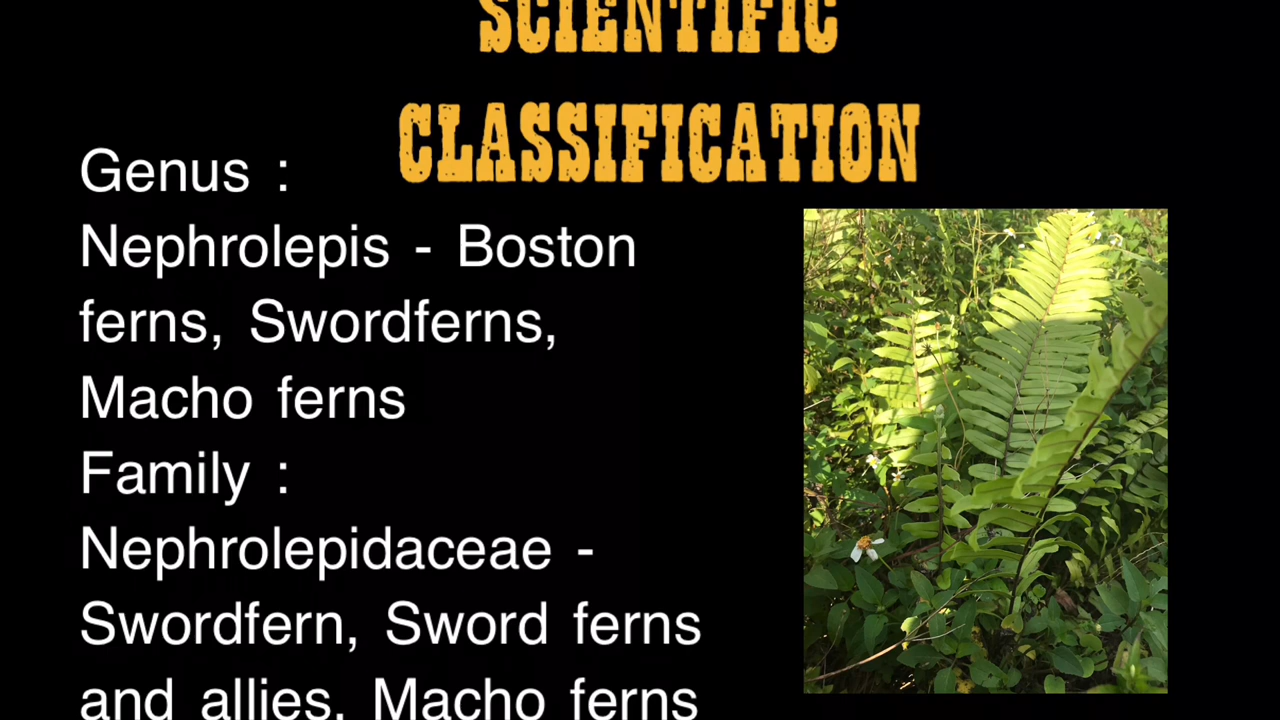 SCIENTIFIC
CLASSIFICATION
Genus :
Nephrolepis - Boston
ferns, Swordferns,
Macho ferns
Family :
Nephrolepidaceae -
Swordfern, Sword ferns
and allies, Macho ferns